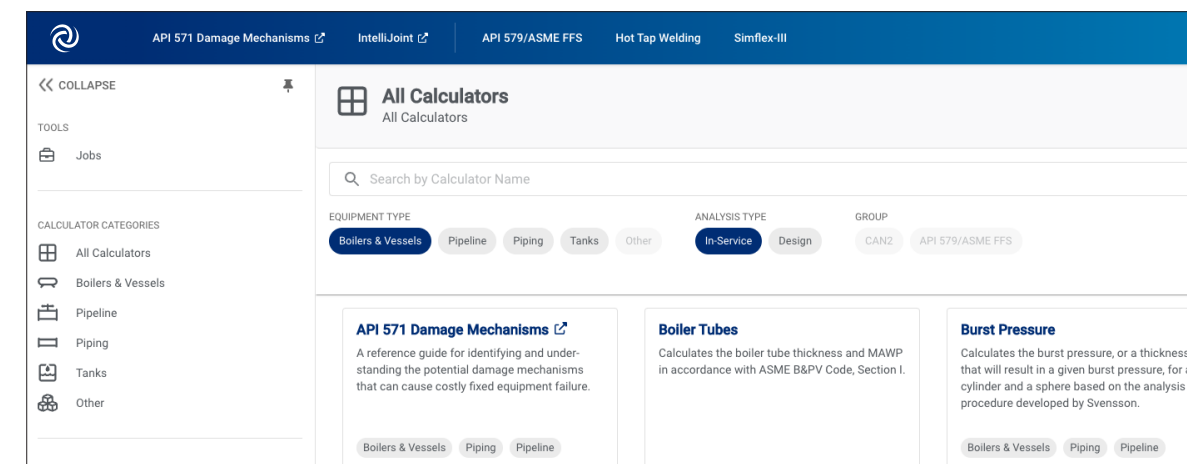 API 571 Damage Mechanisms IntelliJoint API 579/ASME FFS Hot Tap Welding Simflex-III
COLLAPSE
TOOLS
Jobs
CALCULATOR CATEGORIES
All Calculators
Boilers & Vessels
Pipeline
Piping
Tanks
Other
All Calculators
All Calculators
Search by Calculator Name
EQUIPMENT TYPE ANALYSIS TYPE GROUP
Boilers & Vessels Pipeline Piping Tanks Other In-Service Design CAN2 API 579/ASME FFS
API 571 Damage Mechanisms
A reference guide for identifying and under-
standing the potential damage mechanisms
that can cause costly fixed equipment failure.
Boilers & Vessels Piping Pipeline
Boiler Tubes
Calculates the boiler tube thickness and MAWP
in accordance with ASME B&PV Code, Section I.
Burst Pressure
Calculates the burst pressure, or a thickness
that will result in a given burst pressure, for a
cylinder and a sphere based on the analysis
procedure developed by Svensson.
Boilers & Vessels Piping Pipeline